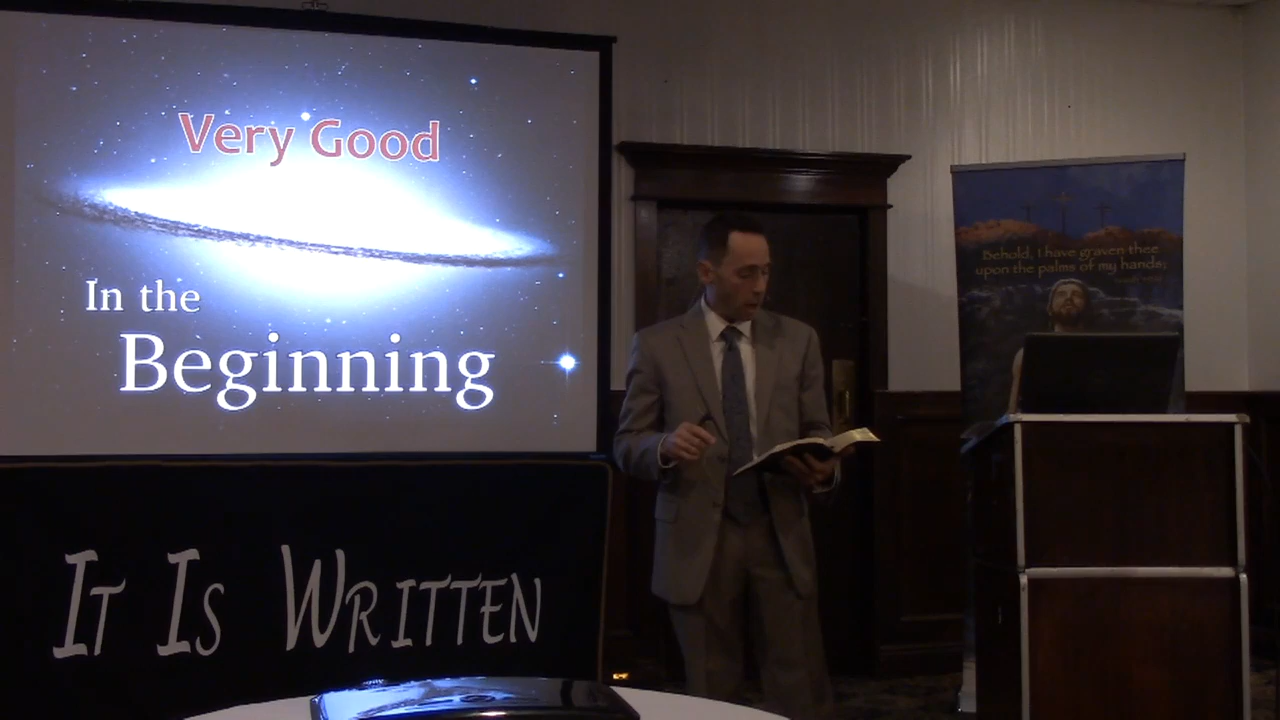 Very Good
In the
Beginning
It Is Written
Behold, I have graven thee
upon the palms of my hands;